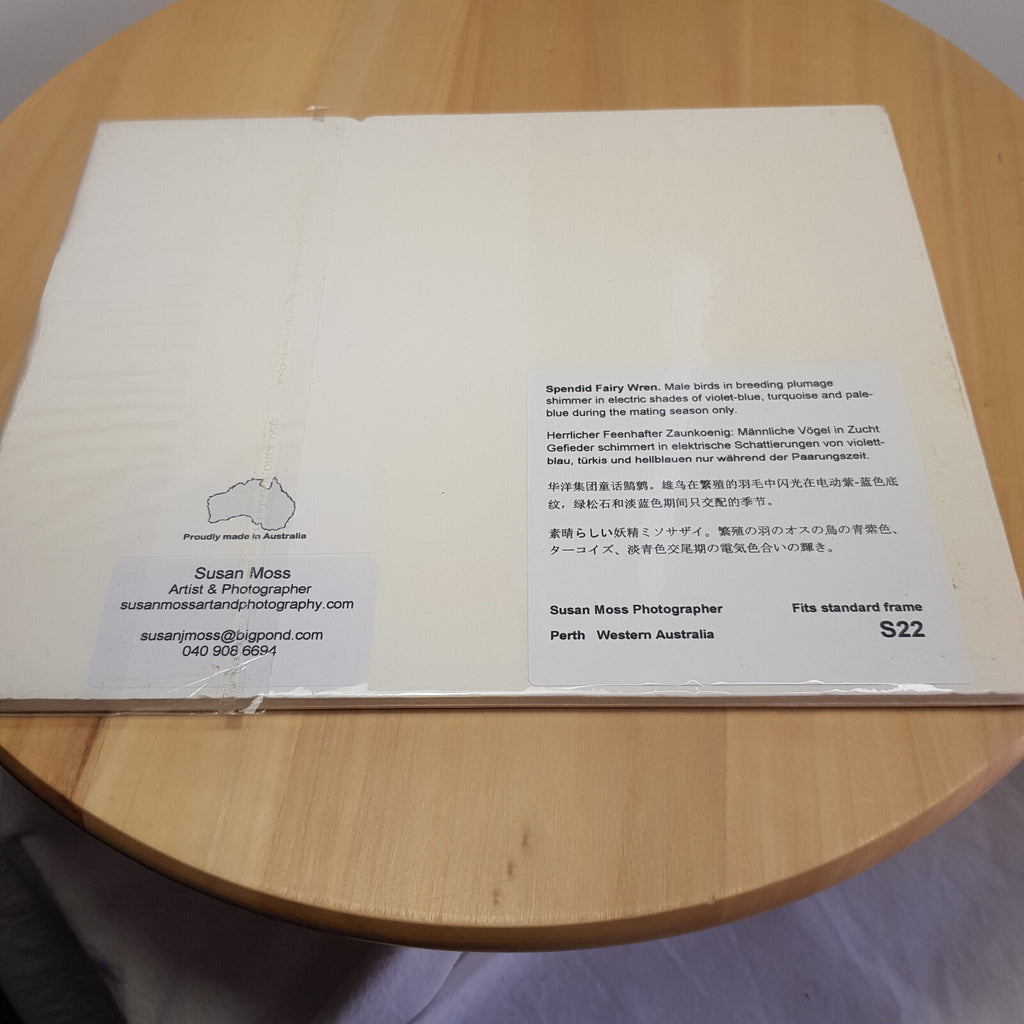 Proudly made in Australia
Susan Moss
Artist & Photographer
susanmossartandphotography.com
susanjmoss@bigpond.com
040 908 6694
Spendid Fairy Wren. Male birds in breeding plumage
shimmer in electric shades of violet-blue, turquoise and pale-
blue during the mating season only.
Herrlicher Feenhafter Zaunkoenig: Männliche Vögel in Zucht
Gefieder schimmert in elektrische Schattierungen von violett-
blau, türkis und hellblauen nur während der Paarungszeit.
华洋集团童话鹪鹩。雄鸟在繁殖的羽毛中闪光在电动紫-蓝色底
纹，绿松石和淡蓝色期间只交配的季节。
素晴らしい妖精ミソサザイ。繁殖の羽のオスの鳥の青紫色、
ターコイズ、淡青色交尾期の電気色合いの輝き。
Susan Moss Photographer
Fits standard frame
Perth Western Australia
S22